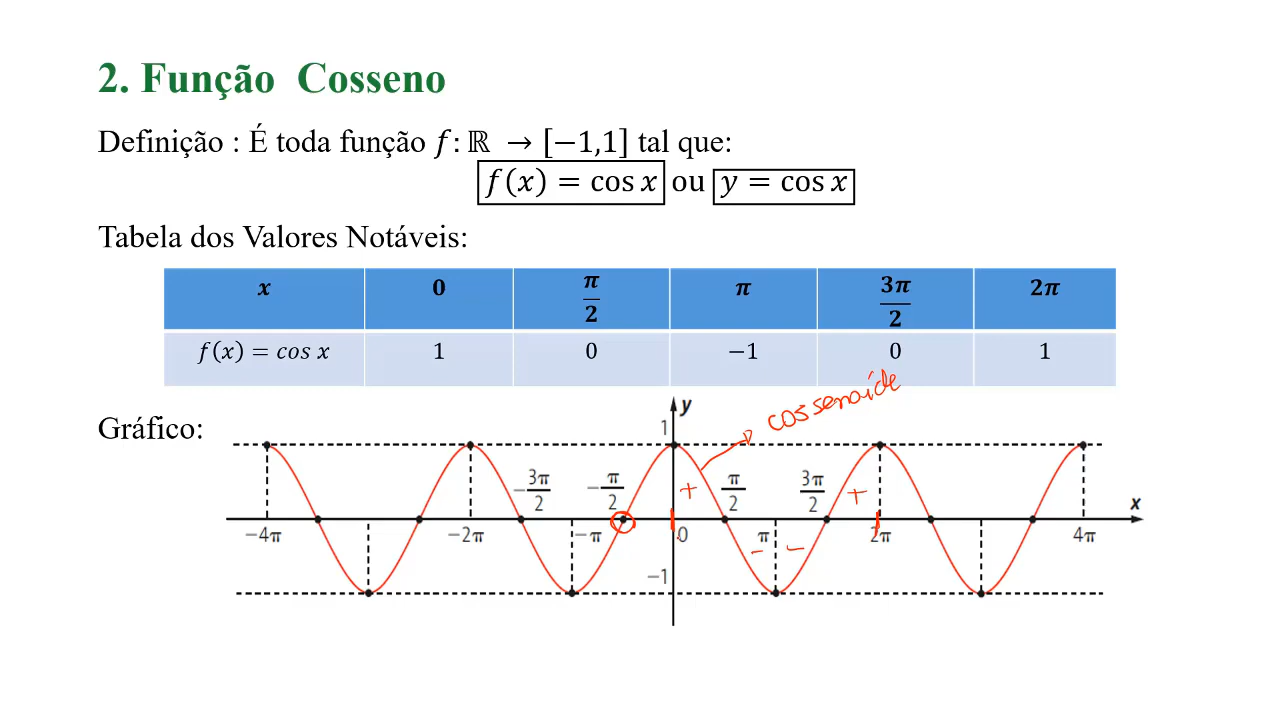 2. Função Cosseno
Definição : É toda função f: ℝ → [−1,1] tal que:
f(x) = cos x ou y = cos x
Tabela dos Valores Notáveis:
x 0 π/2 π 3π/2 2π
f(x) = cos x 1 0 −1 0 1
Gráfico:
y
1
cossenoide
−3π/2 −π/2 + π/2 3π/2 +
x
−4π −2π −π 0 π 2π 4π
− −
−1